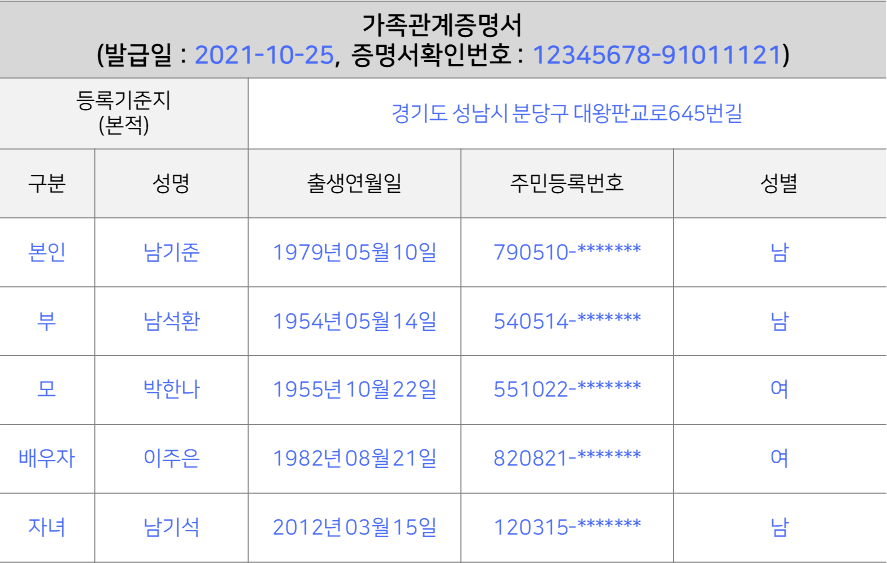 가족관계증명서
(발급일 : 2021-10-25, 증명서확인번호 : 12345678-91011121)
등록기준지
(본적)
경기도 성남시 분당구 대왕판교로645번길
구분 성명 출생연월일 주민등록번호 성별
본인 남기준 1979년 05월 10일 790510-******* 남
부 남석환 1954년 05월 14일 540514-******* 남
모 박한나 1955년 10월 22일 551022-******* 여
배우자 이주은 1982년 08월 21일 820821-******* 여
자녀 남기석 2012년 03월 15일 120315-******* 남